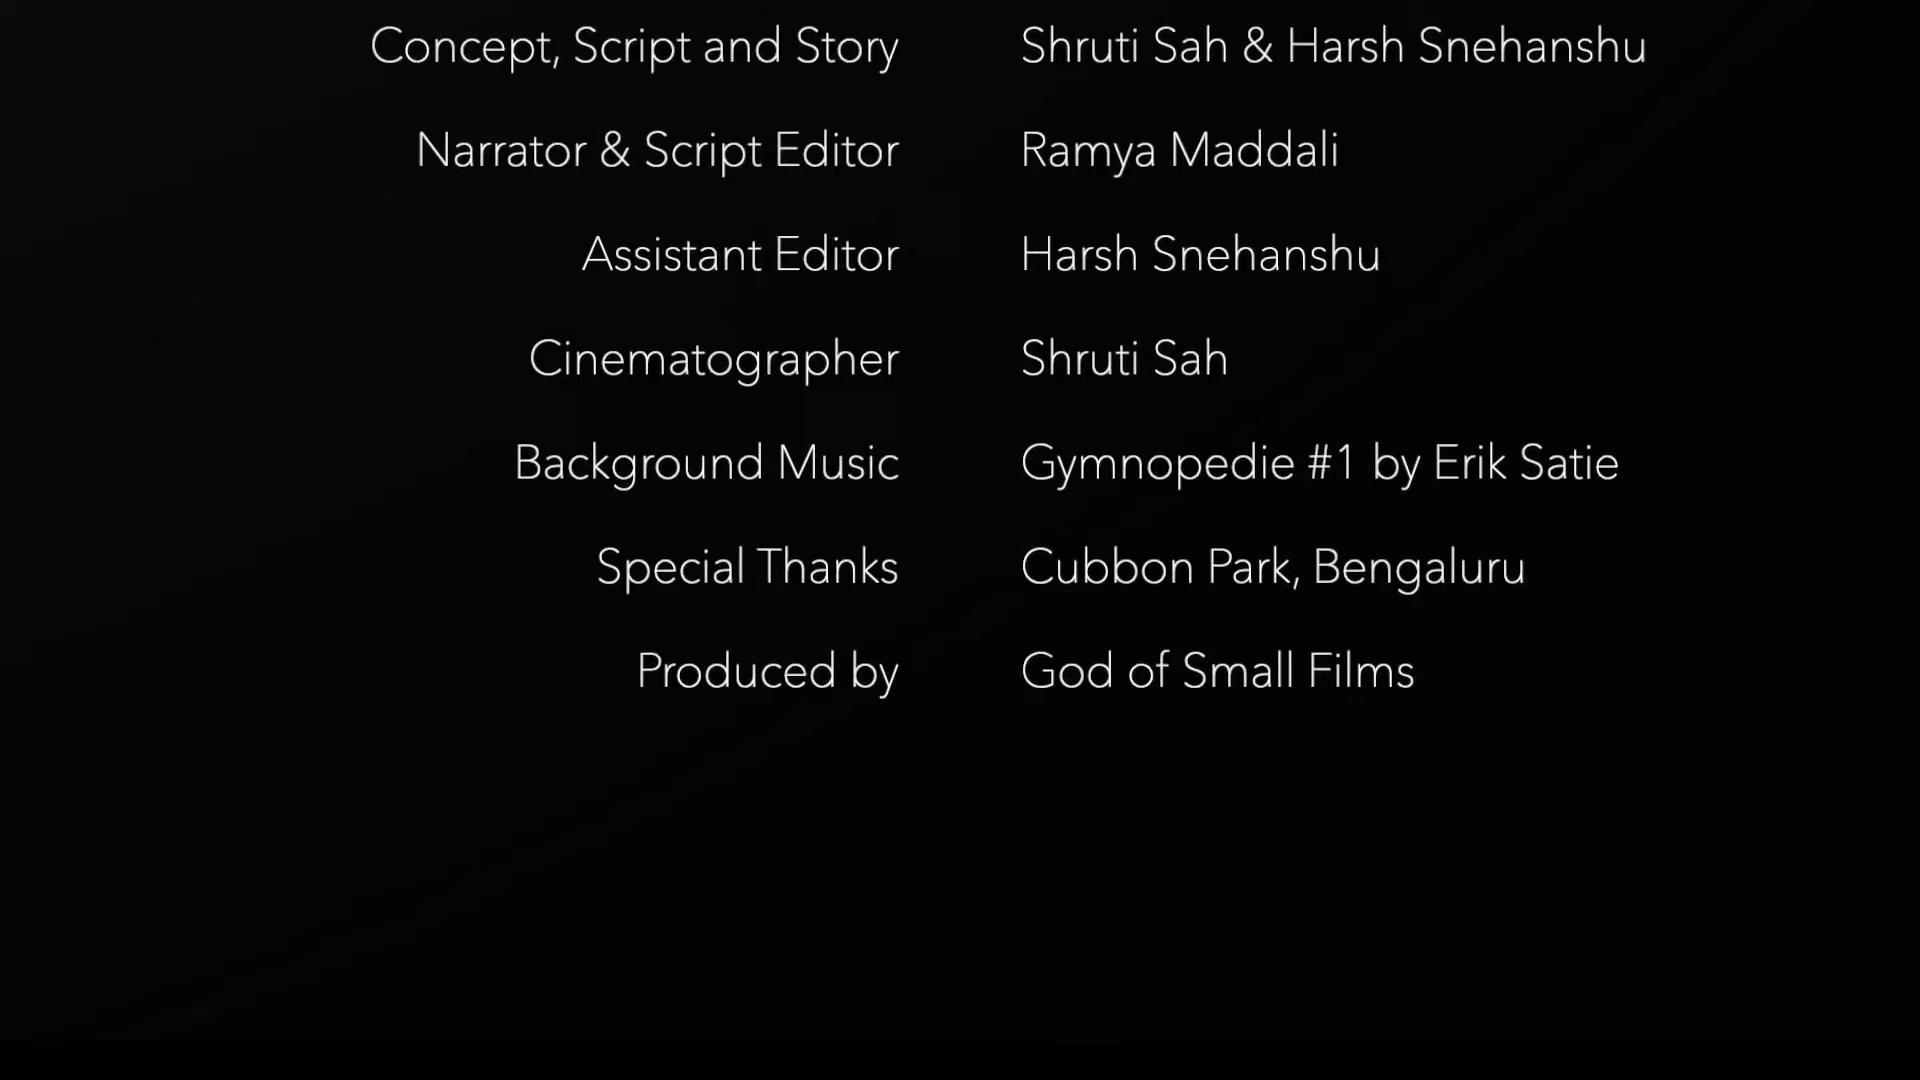 Concept, Script and Story Shruti Sah & Harsh Snehanshu
Narrator & Script Editor Ramya Maddali
Assistant Editor Harsh Snehanshu
Cinematographer Shruti Sah
Background Music Gymnopedie #1 by Erik Satie
Special Thanks Cubbon Park, Bengaluru
Produced by God of Small Films